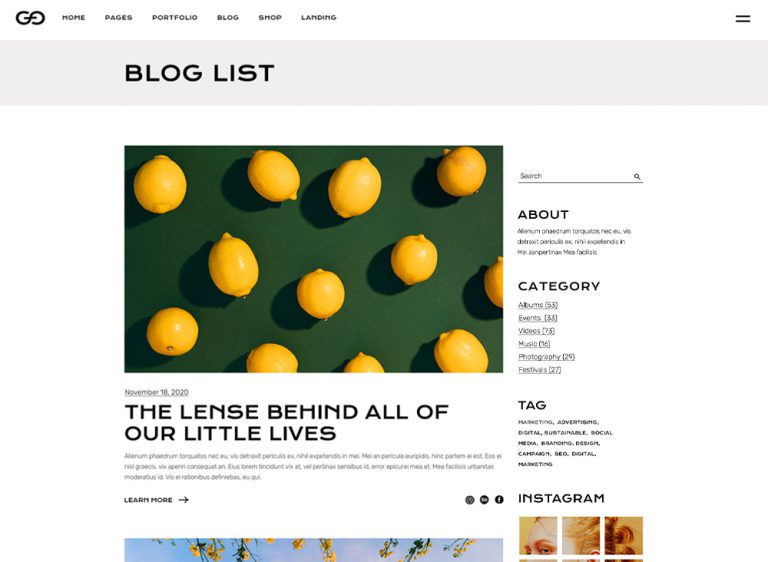 HOME PAGES PORTFOLIO BLOG SHOP LANDING
BLOG LIST
November 18, 2020
THE LENSE BEHIND ALL OF
OUR LITTLE LIVES
Alienum phaedrum torquatos nec eu, vis detraxit periculis ex, nihil expetendis in mei. Mei an pericula euripidis, hinc partem ei est. Eos ei
nisl graecis, vix aperiri consequat an. Eius lorem tincidunt vix at, vel pertinax sensibus id, error epicurei mea et. Mea facilisis urbanitas
moderatius id. Vis ei rationibus definiebas, eu qui.
LEARN MORE
Search
ABOUT
Alienum phaedrum torquatos nec eu, vis
detraxit periculis ex, nihil expetendis in
Mei aanpertinax Mea facilisis
CATEGORY
Albums (53)
Events (33)
Videos (73)
Music (16)
Photography (29)
Festivals (27)
TAG
MARKETING, ADVERTISING,
DIGITAL, SUSTAINABLE, SOCIAL
MEDIA, BRANDING, DESIGN,
CAMPAIGN, SEO, DIGITAL,
MARKETING
INSTAGRAM